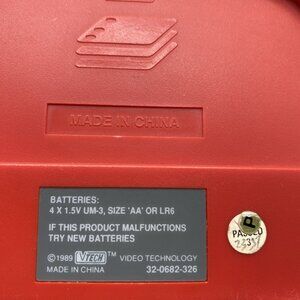 MADE IN CHINA
BATTERIES:
4 X 1.5V UM-3, SIZE 'AA' OR LR6
IF THIS PRODUCT MALFUNCTIONS
TRY NEW BATTERIES
©1989 VTECH™ VIDEO TECHNOLOGY
MADE IN CHINA 32-0682-326
PASSED